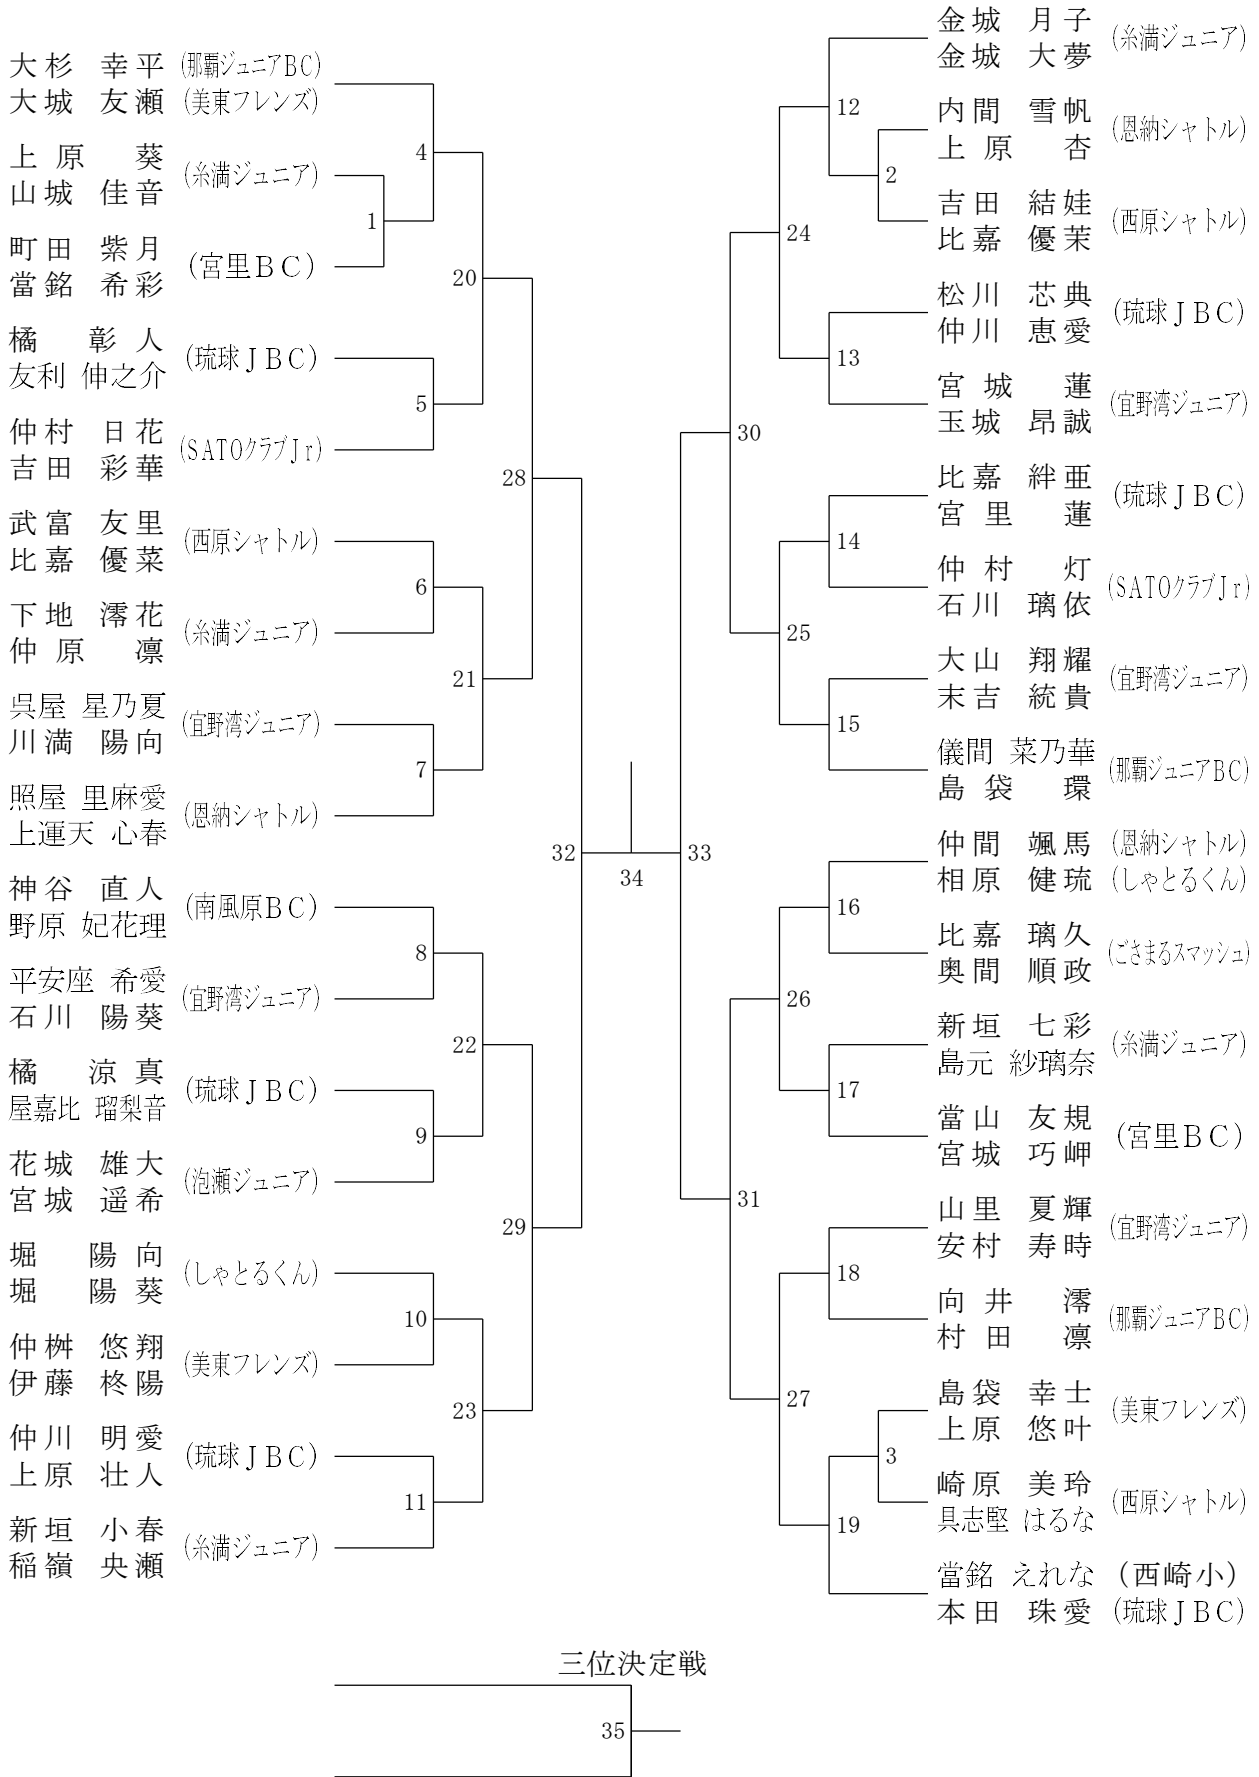 大杉 幸平 (那覇ジュニアBC)
大城 友瀬 (美東フレンズ)
上原 葵 (糸満ジュニア)
山城 佳音
町田 紫月 (宮里BC)
當銘 希彩
橘 彰人 (琉球JBC)
友利 伸之介
仲村 日花 (SATOクラブJr)
吉田 彩華
武富 友里 (西原シャトル)
比嘉 優菜
下地 澪花 (糸満ジュニア)
仲原 凛
呉屋 星乃夏 (宜野湾ジュニア)
川満 陽向
照屋 里麻愛 (恩納シャトル)
上運天 心春
神谷 直人 (南風原BC)
野原 妃花理
平安座 希愛 (宜野湾ジュニア)
石川 陽葵
橘 涼真 (琉球JBC)
屋嘉比 瑠梨音
花城 雄大 (泡瀬ジュニア)
宮城 遥希
堀 陽向 (しゃとるくん)
堀 陽葵
仲桝 悠翔 (美東フレンズ)
伊藤 柊陽
仲川 明愛 (琉球JBC)
上原 壮人
新垣 小春 (糸満ジュニア)
稲嶺 央瀬
1
4
5
6
7
8
9
10
11
20
21
22
23
28
29
32
34
33
30
31
24
25
26
27
12
2
13
14
15
16
17
18
3
19
金城 月子 (糸満ジュニア)
金城 大夢
内間 雪帆 (恩納シャトル)
上原 杏
吉田 結娃 (西原シャトル)
比嘉 優茉
松川 芯典 (琉球JBC)
仲川 恵愛
宮城 蓮 (宜野湾ジュニア)
玉城 昂誠
比嘉 絆亜 (琉球JBC)
宮里 蓮
仲村 灯 (SATOクラブJr)
石川 璃依
大山 翔耀 (宜野湾ジュニア)
末吉 統貴
儀間 菜乃華 (那覇ジュニアBC)
島袋 環
仲間 颯馬 (恩納シャトル)
相原 健琉 (しゃとるくん)
比嘉 璃久 (ごさまるスマッシュ)
奥間 順政
新垣 七彩 (糸満ジュニア)
島元 紗璃奈
當山 友規 (宮里BC)
宮城 巧岬
山里 夏輝 (宜野湾ジュニア)
安村 寿時
向井 澪 (那覇ジュニアBC)
村田 凛
島袋 幸士 (美東フレンズ)
上原 悠叶
崎原 美玲 (西原シャトル)
具志堅 はるな
當銘 えれな (西崎小)
本田 珠愛 (琉球JBC)
三位決定戦
35